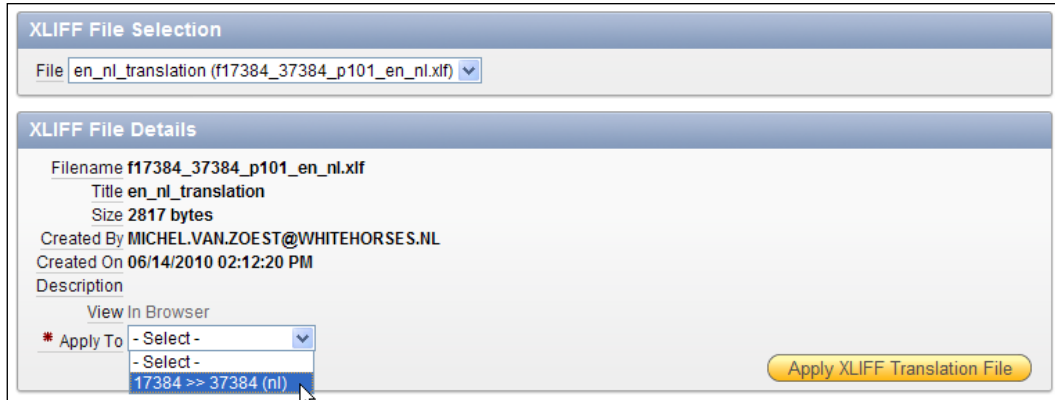 XLIFF File Selection
File en_nl_translation (f17384_37384_p101_en_nl.xlf)
XLIFF File Details
Filename f17384_37384_p101_en_nl.xlf
Title en_nl_translation
Size 2817 bytes
Created By MICHEL.VAN.ZOEST@WHITEHORSES.NL
Created On 06/14/2010 02:12:20 PM
Description
View In Browser
* Apply To - Select -
- Select -
17384 >> 37384 (nl)
Apply XLIFF Translation File